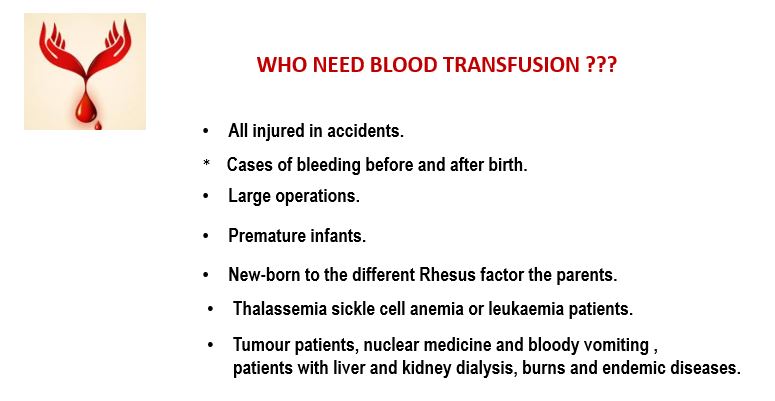 WHO NEED BLOOD TRANSFUSION ???
• All injured in accidents.
* Cases of bleeding before and after birth.
• Large operations.
• Premature infants.
• New-born to the different Rhesus factor the parents.
• Thalassemia sickle cell anemia or leukaemia patients.
• Tumour patients, nuclear medicine and bloody vomiting ,
patients with liver and kidney dialysis, burns and endemic diseases.